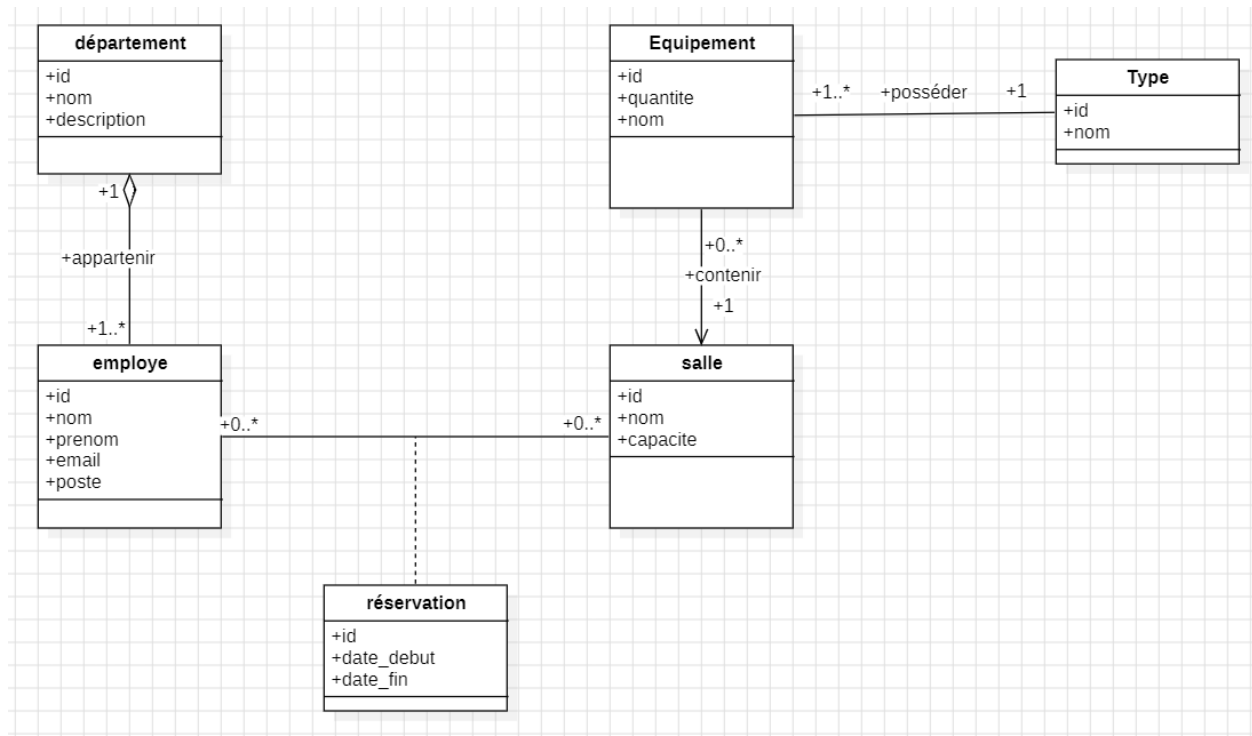 département
+id
+nom
+description
+1
+appartenir
+1..*
employe
+id
+nom
+prenom
+email
+poste
+0..*
+0..*
réservation
+id
+date_debut
+date_fin
Equipement
+id
+quantite
+nom
+1..* +posséder +1
Type
+id
+nom
+0..*
+contenir
+1
salle
+id
+nom
+capacite